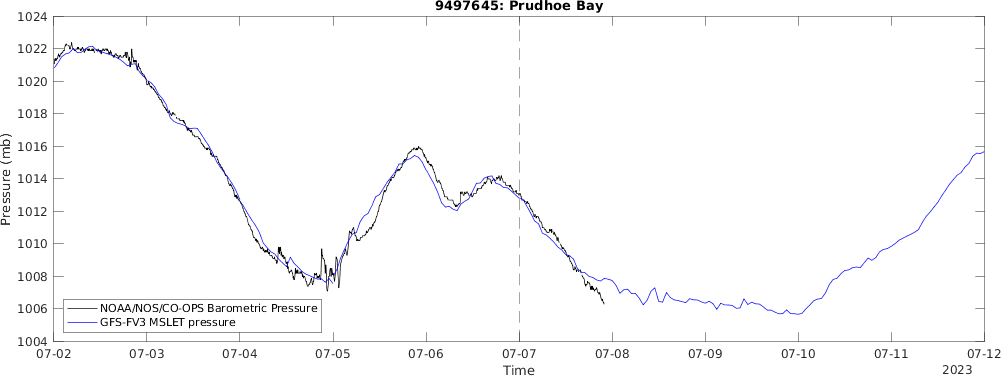 9497645: Prudhoe Bay
Pressure (mb)
1024
1022
1020
1018
1016
1014
1012
1010
1008
1006
1004
NOAA/NOS/CO-OPS Barometric Pressure
GFS-FV3 MSLET pressure
07-02 07-03 07-04 07-05 07-06 07-07 07-08 07-09 07-10 07-11 07-12
Time
2023